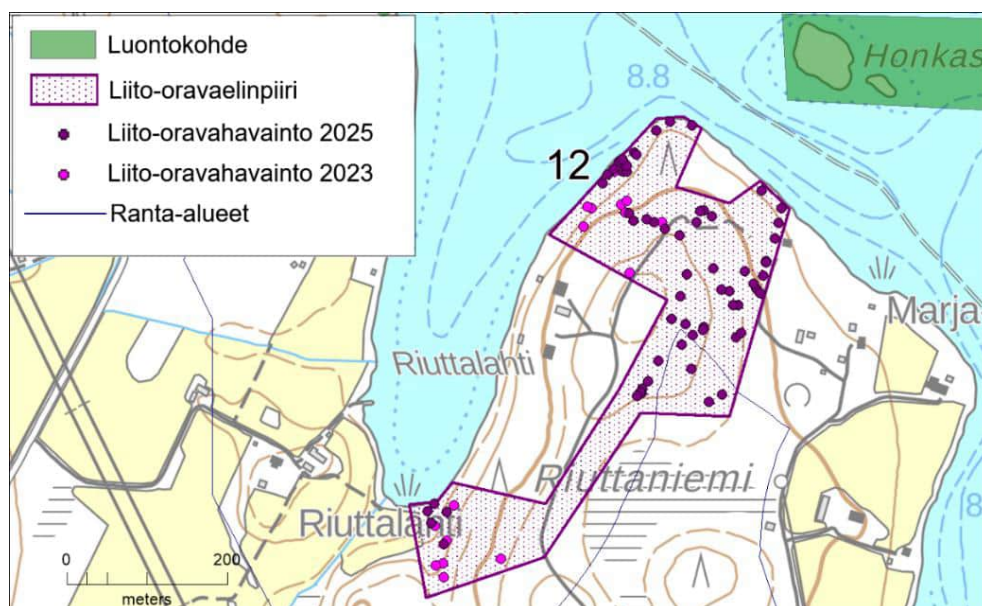 Luontokohde
Liito-oravaelinpiiri
Liito-oravahavainto 2025
Liito-oravahavainto 2023
Ranta-alueet
8.8
Honkas
12
Marja
Riuttalahti
Riuttaniemi
Riuttalahti
8
0 200
meters